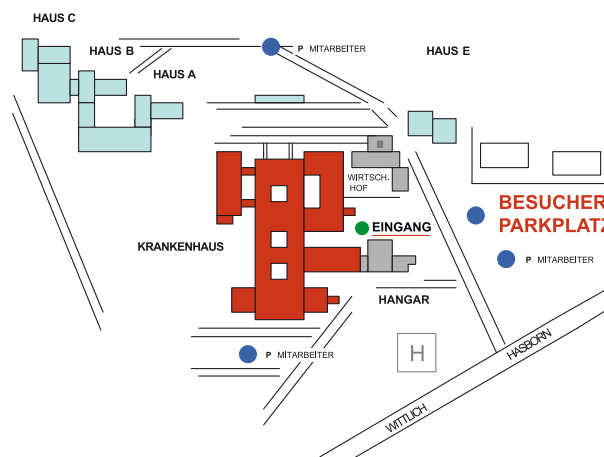 HAUS C
HAUS B
HAUS A
P MITARBEITER
HAUS E
WIRTSCH.
HOF
BESUCHER
PARKPLATZ
KRANKENHAUS
EINGANG
P MITARBEITER
HANGAR
H
P MITARBEITER
HASBORN
WITTLICH